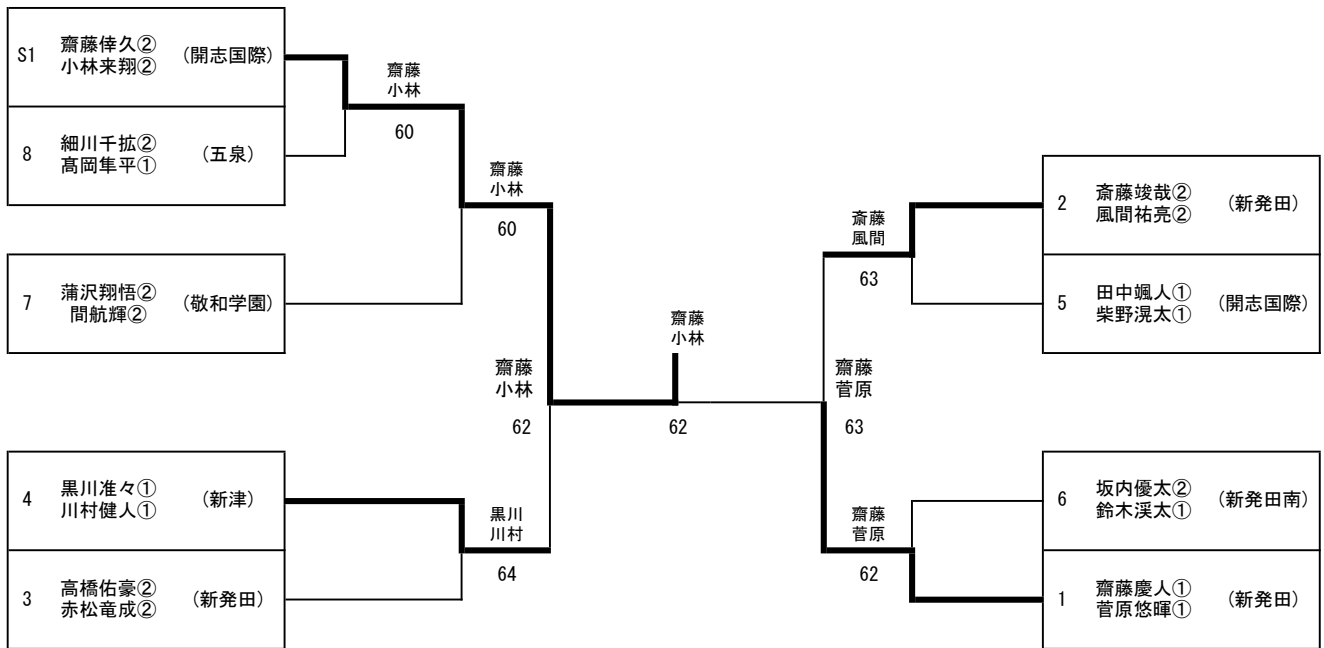 S1 齋藤倖久② 小林来翔② (開志国際)
8 細川千拡② 髙岡隼平① (五泉)
7 蒲沢翔悟② 間航輝② (敬和学園)
4 黒川准々① 川村健人① (新津)
3 高橋佑豪② 赤松竜成② (新発田)
齋藤
小林
60
齋藤
小林
60
齋藤
小林
62
黒川
川村
64
齋藤
小林
62
斎藤
風間
63
齋藤
菅原
63
齋藤
菅原
62
2 斎藤竣哉② 風間祐亮② (新発田)
5 田中颯人① 柴野滉太① (開志国際)
6 坂内優太② 鈴木渓太① (新発田南)
1 齋藤慶人① 菅原悠暉① (新発田)